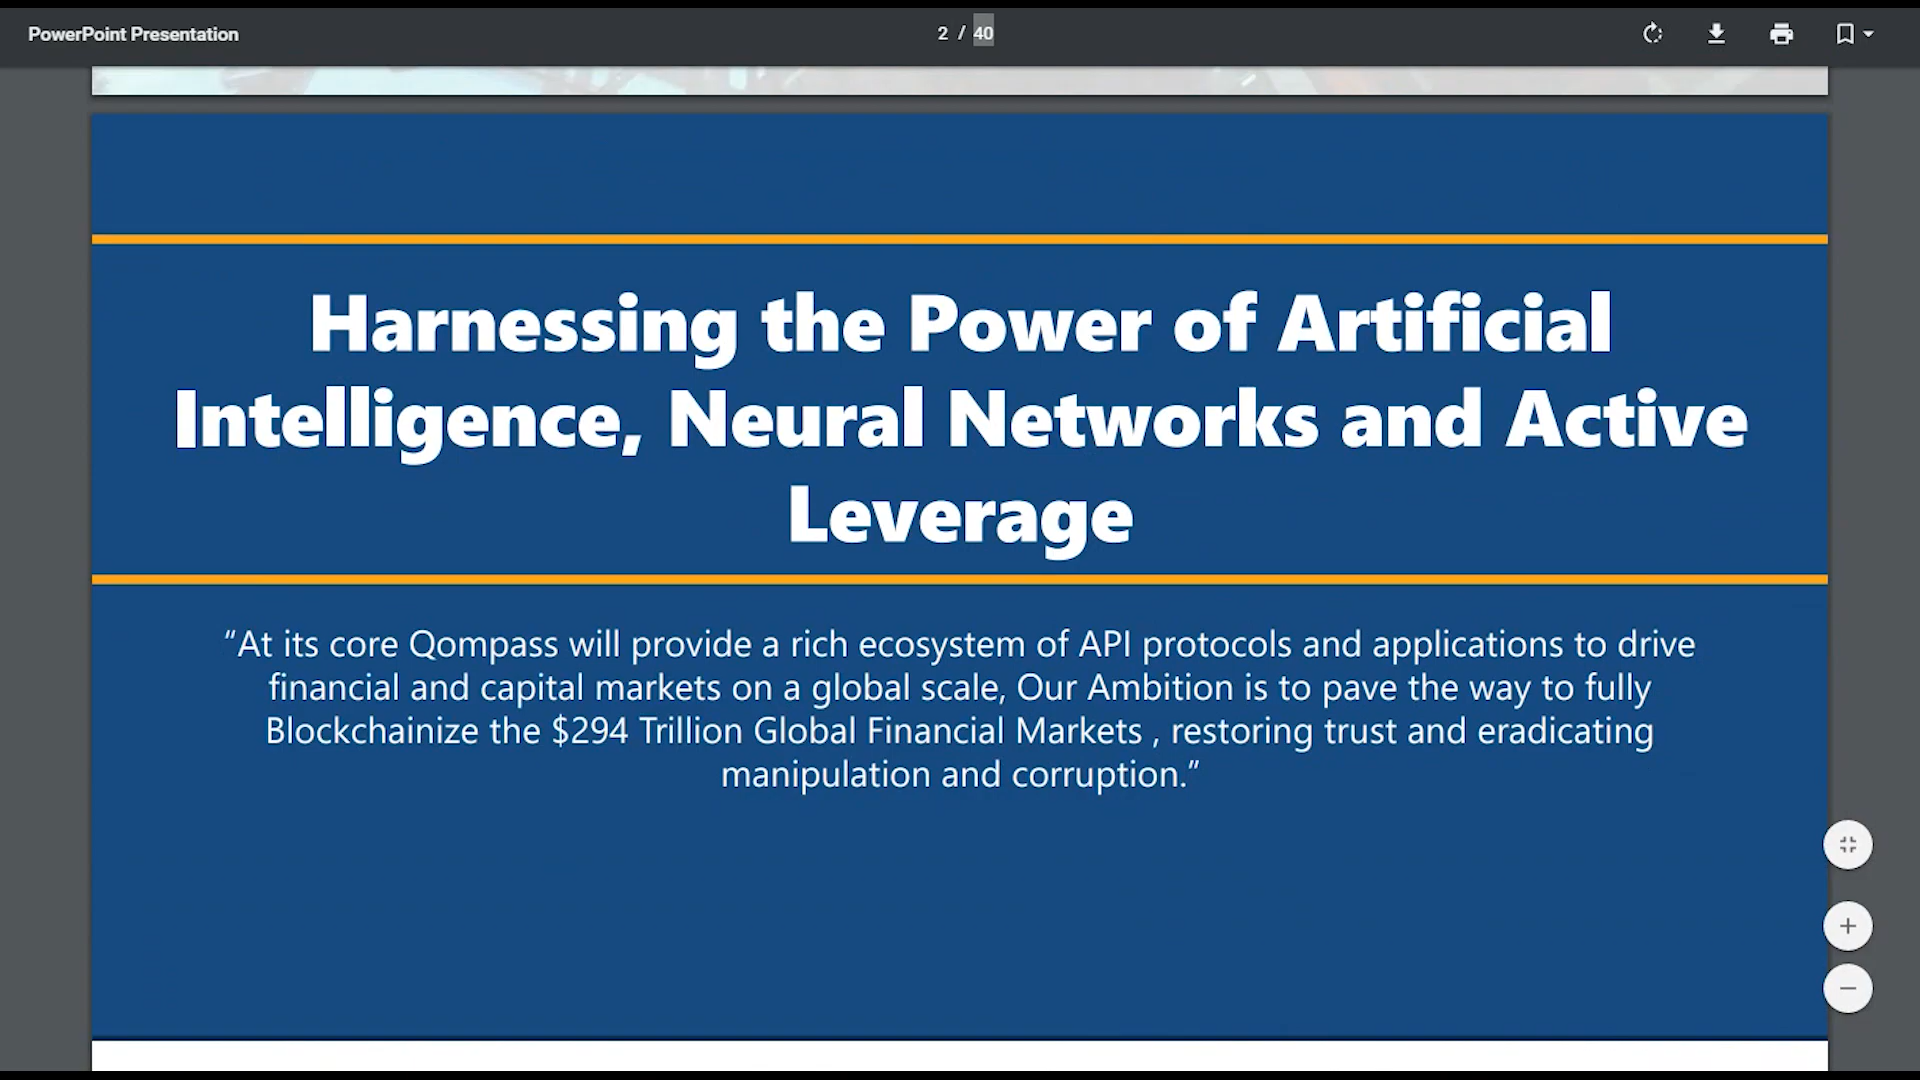 PowerPoint Presentation
2 / 40
Harnessing the Power of Artificial
Intelligence, Neural Networks and Active
Leverage
“At its core Qompass will provide a rich ecosystem of API protocols and applications to drive
financial and capital markets on a global scale, Our Ambition is to pave the way to fully
Blockchainize the $294 Trillion Global Financial Markets , restoring trust and eradicating
manipulation and corruption.”